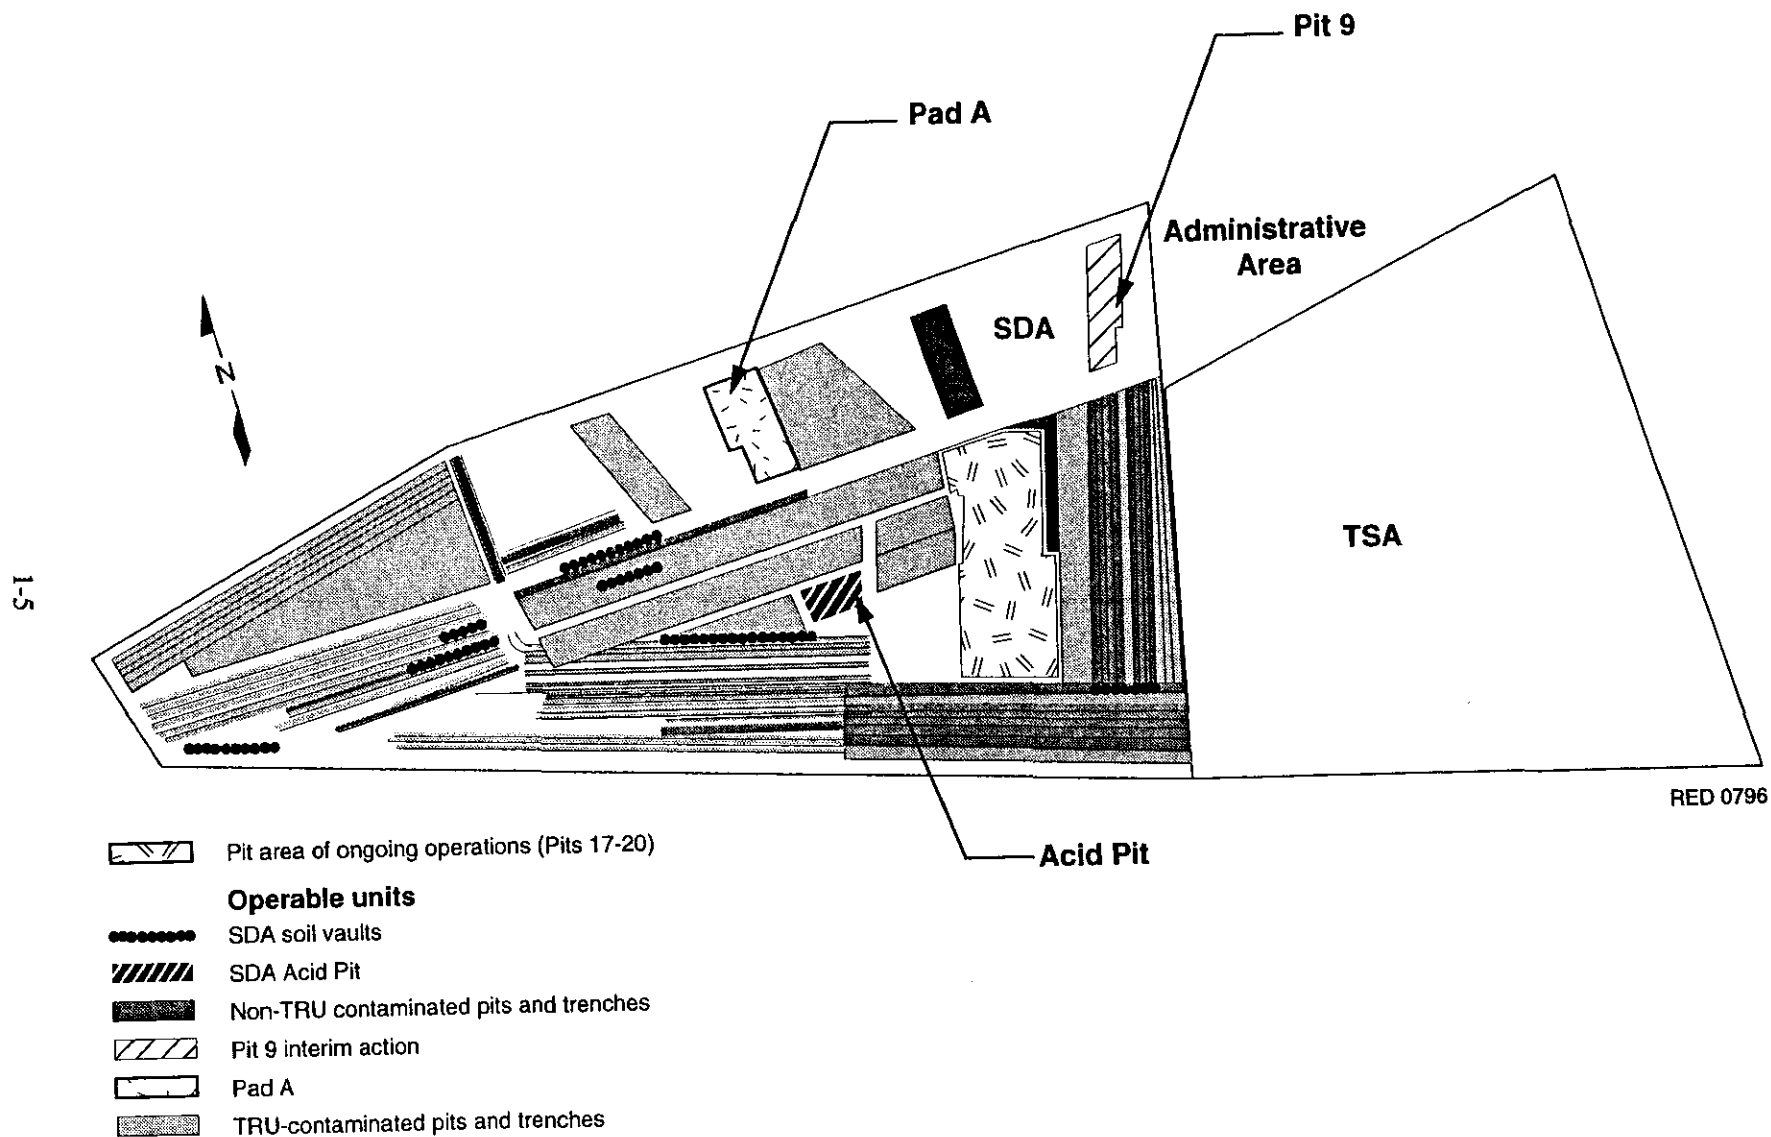 Pit 9
Pad A
Administrative
Area
SDA
N
TSA
1-5
RED 0796
Acid Pit
Pit area of ongoing operations (Pits 17-20)
Operable units
SDA soil vaults
SDA Acid Pit
Non-TRU contaminated pits and trenches
Pit 9 interim action
Pad A
TRU-contaminated pits and trenches